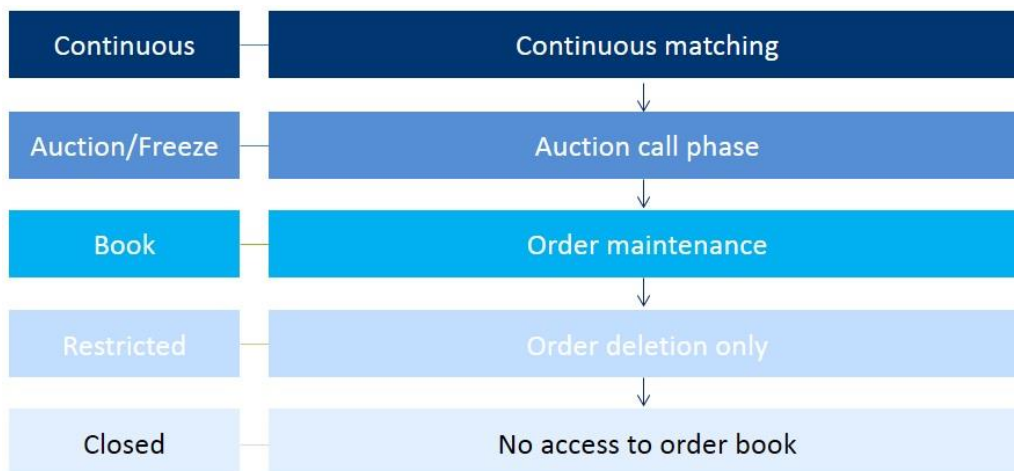 Continuous
Continuous matching
Auction/Freeze
Auction call phase
Book
Order maintenance
Restricted
Order deletion only
Closed
No access to order book